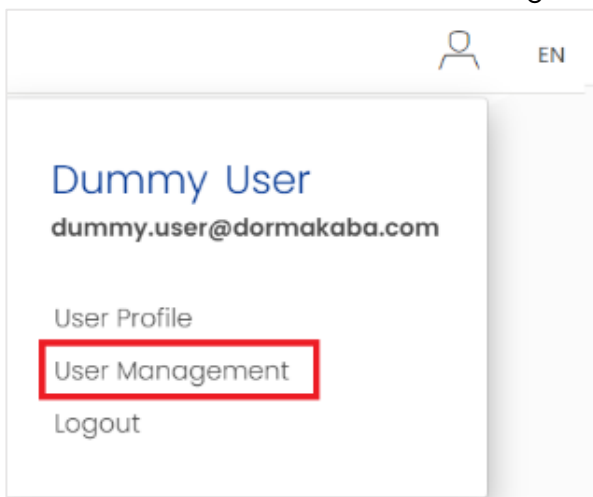 EN
Dummy User
dummy.user@dormakaba.com
User Profile
User Management
Logout